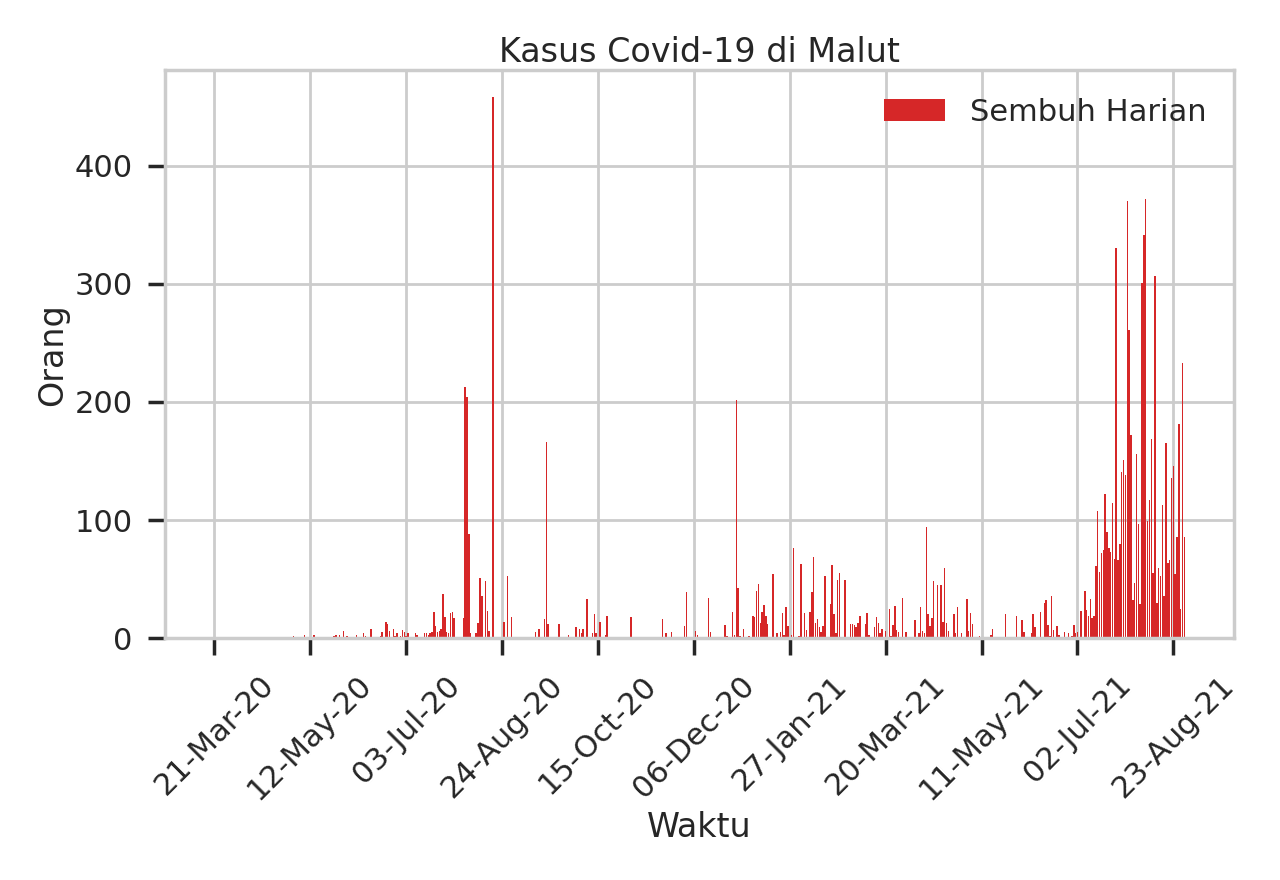 Kasus Covid-19 di Malut
Sembuh Harian
Orang
400
300
200
100
0
21-Mar-20
12-May-20
03-Jul-20
24-Aug-20
15-Oct-20
06-Dec-20
27-Jan-21
20-Mar-21
11-May-21
02-Jul-21
23-Aug-21
Waktu